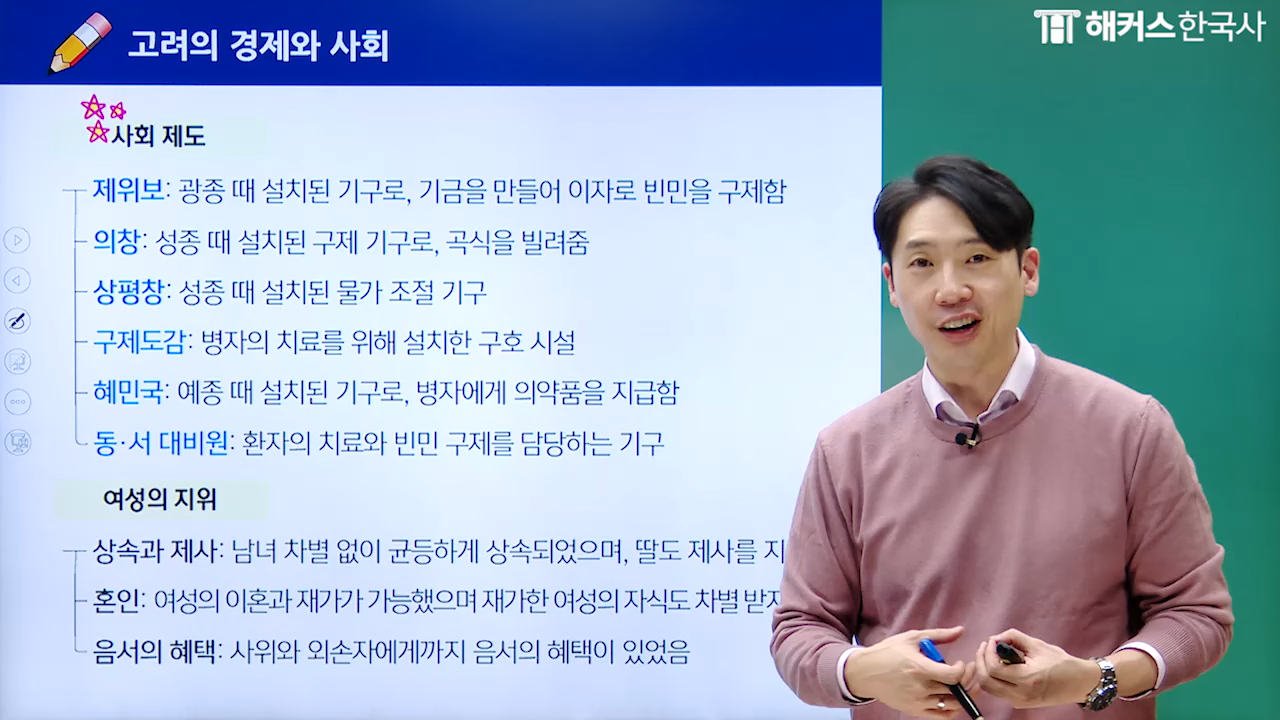 고려의 경제와 사회
해커스한국사
사회 제도
제위보: 광종 때 설치된 기구로, 기금을 만들어 이자로 빈민을 구제함
의창: 성종 때 설치된 구제 기구로, 곡식을 빌려줌
상평창: 성종 때 설치된 물가 조절 기구
구제도감: 병자의 치료를 위해 설치한 구호 시설
혜민국: 예종 때 설치된 기구로, 병자에게 의약품을 지급함
동·서 대비원: 환자의 치료와 빈민 구제를 담당하는 기구
여성의 지위
상속과 제사: 남녀 차별 없이 균등하게 상속되었으며, 딸도 제사를 지
혼인: 여성의 이혼과 재가가 가능했으며 재가한 여성의 자식도 차별 받지
음서의 혜택: 사위와 외손자에게까지 음서의 혜택이 있었음